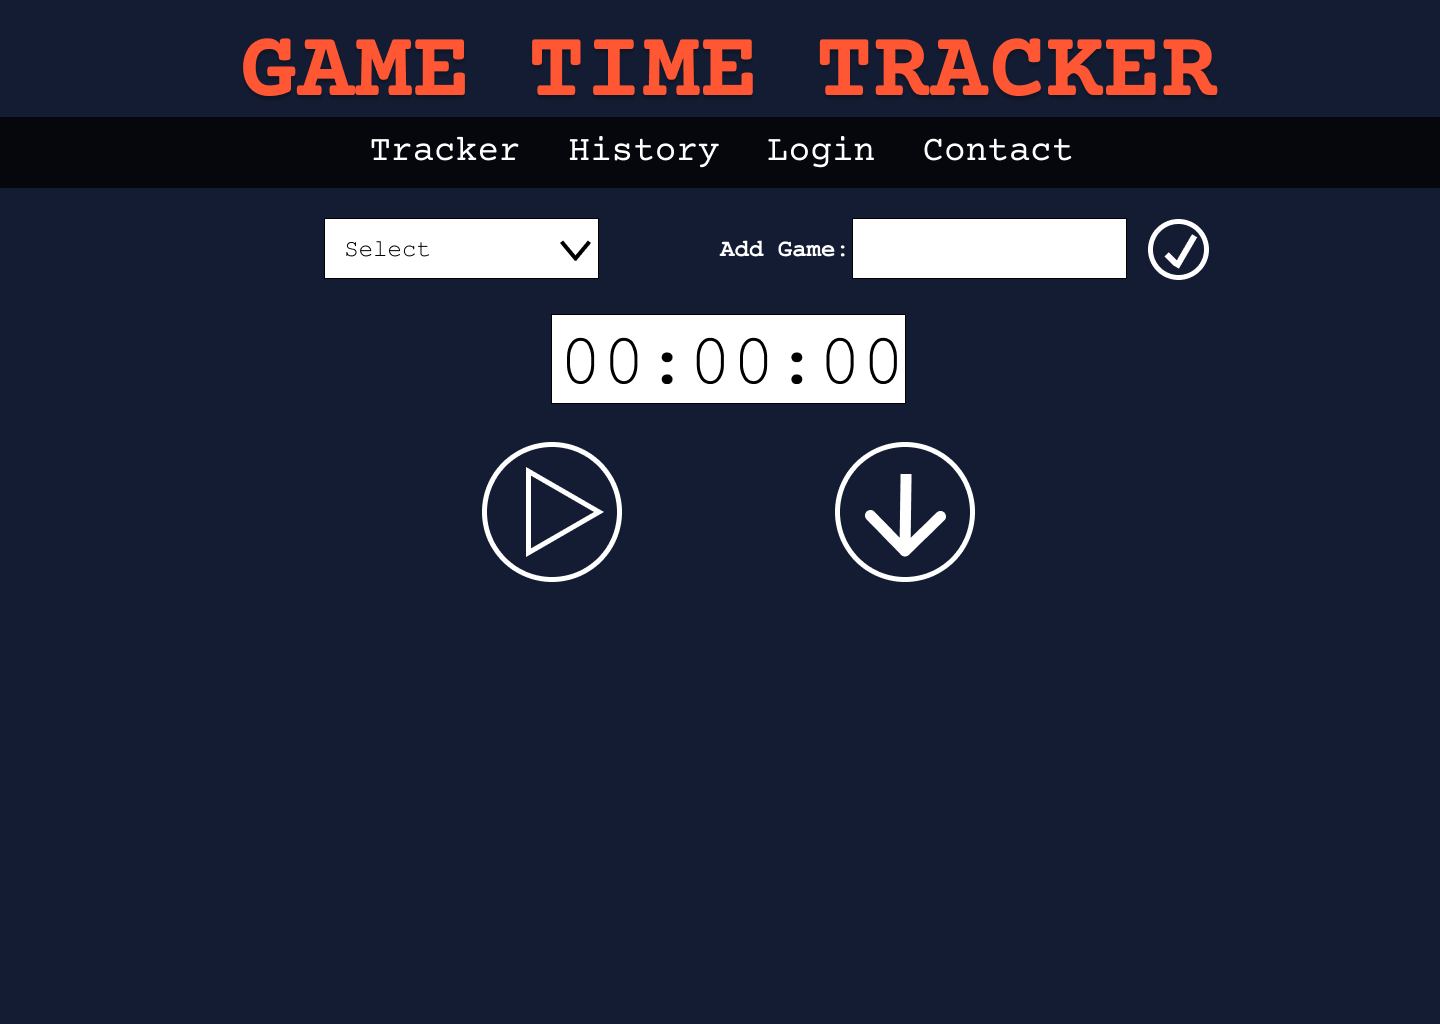 GAME TIME TRACKER
Tracker History Login Contact
Select Add Game:
00:00:00